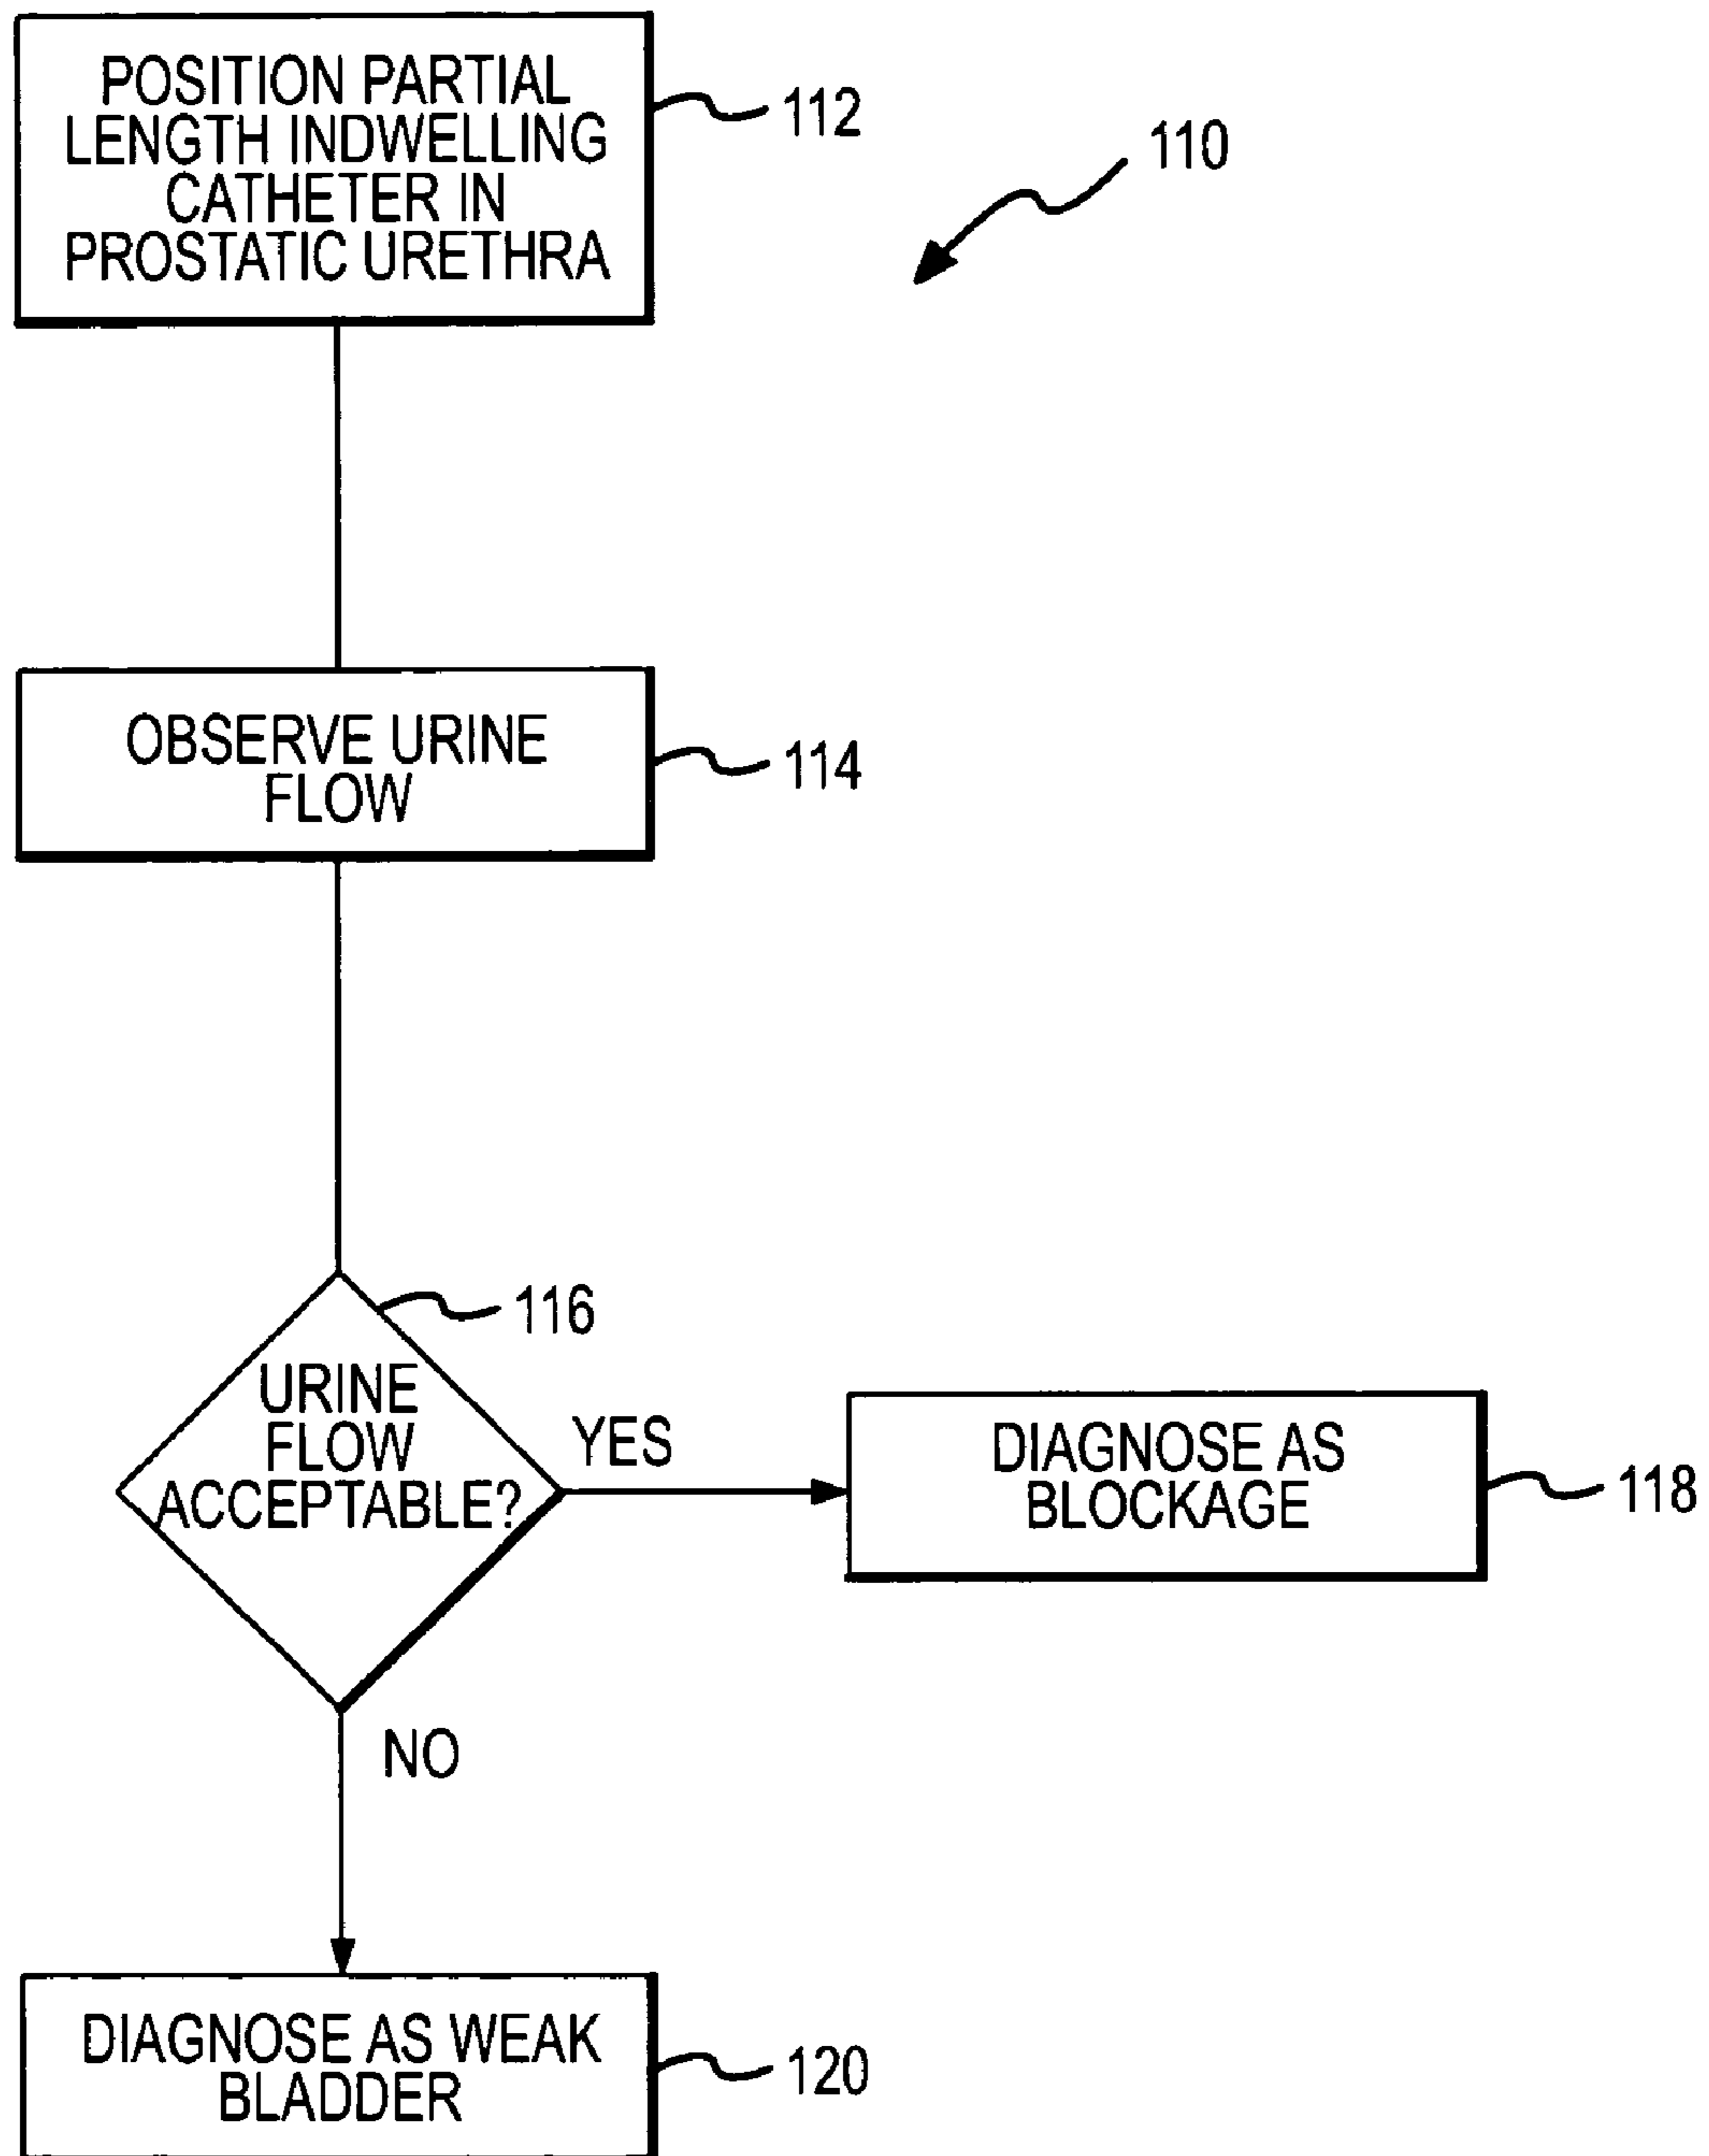 POSITION PARTIAL
LENGTH INDWELLING
CATHETER IN
PROSTATIC URETHRA
112
110
OBSERVE URINE
FLOW
114
116
URINE
FLOW
ACCEPTABLE?
YES
DIAGNOSE AS
BLOCKAGE
118
NO
DIAGNOSE AS WEAK
BLADDER
120